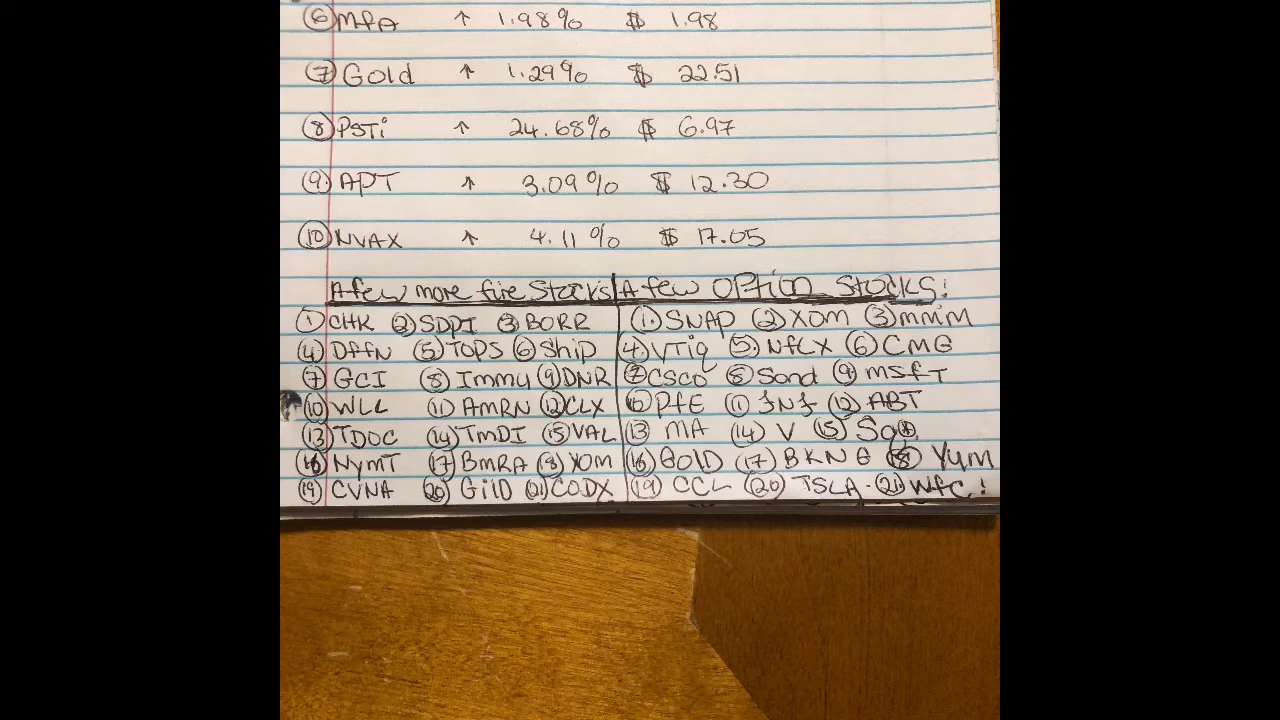 ⑥ MFA ↑ 1.98% $ 1.98
⑦ Gold ↑ 1.29% $ 22.51
⑧ PSTi ↑ 24.68% $ 6.97
⑨ APT ↑ 3.09% $ 12.30
⑩ NVAX ↑ 4.11% $ 17.05
A few more fire Stocks | A few Option Stocks!
① CHK ② SDPI ③ BORR ①. SNAP ② XOM ③ mmm
④ DFFN ⑤ TOPS ⑥ Ship ④. VTiq ⑤. NFLX ⑥ CMG
⑦ GCI ⑧ Immu ⑨ DNR ⑦ CSCO ⑧ Sond ⑨ MSFT
⑩ WLL ⑪ AMRN ⑫ CLX ⑩ PFE ⑪ JNJ ⑫ ABT
⑬ TDOC ⑭ TMDI ⑮ VAL ⑬ MA ⑭ V ⑮
⑯ NYMT ⑰ BMRA ⑱ XOM ⑯ GOLD ⑰ BKNG ⑱ Yum
⑲ CVNA ⑳ GilD ㉑ CODX ⑲ CCL ⑳ TSLA. ㉑ WFC!